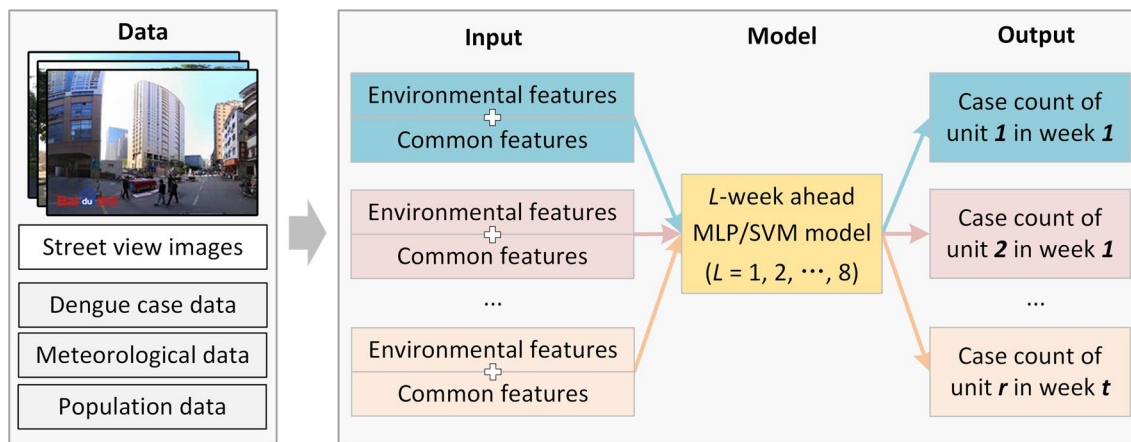 Data
Bai du
Street view images
Dengue case data
Meteorological data
Population data
Input
Model
Output
Environmental features
Common features
Environmental features
Common features
...
Environmental features
Common features
L-week ahead
MLP/SVM model
(L = 1, 2, ···, 8)
Case count of
unit 1 in week 1
Case count of
unit 2 in week 1
...
Case count of
unit r in week t